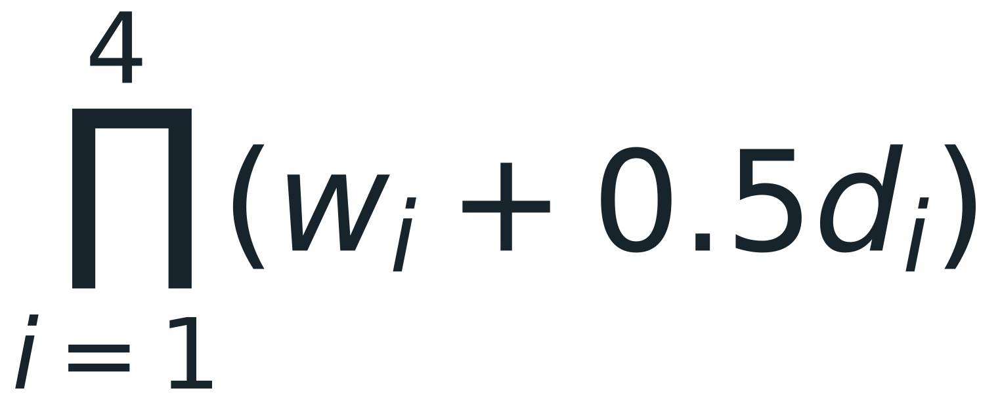 4
∏(wᵢ + 0.5dᵢ)
i = 1